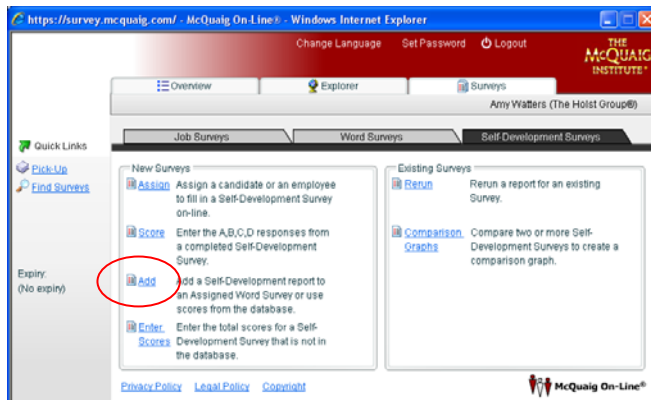 https://survey.mcquaig.com/ - McQuaig On-Line® - Windows Internet Explorer
Change Language Set Password Logout
THE
McQUAIG
INSTITUTE
Overview Explorer Surveys
Amy Watters (The Holst Group®)
Quick Links
Job Surveys Word Surveys Self-Development Surveys
Pick-Up
Find Surveys
Expiry:
(No expiry)
New Surveys
Assign Assign a candidate or an employee
to fill in a Self-Development Survey
on-line.
Score Enter the A,B,C,D responses from
a completed Self-Development
Survey.
Add Add a Self-Development report to
an Assigned Word Survey or use
scores from the database.
Enter Enter the total scores for a Self-
Scores Development Survey that is not in
the database.
Existing Surveys
Rerun Rerun a report for an existing
Survey.
Comparison Compare two or more Self-
Graphs Development Surveys to create a
comparison graph.
Privacy Policy Legal Policy Copyright
McQuaig On-Line®